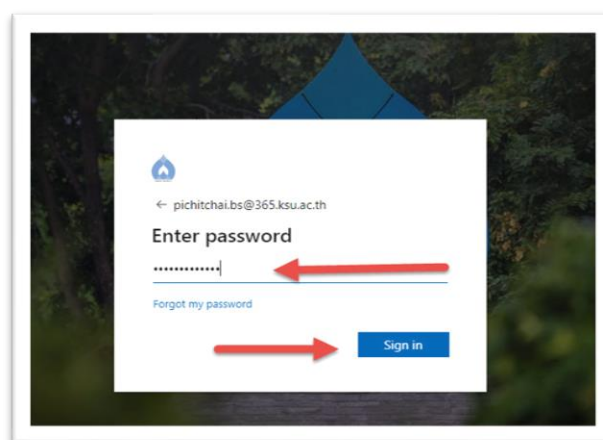 ← pichitchai.bs@365.ksu.ac.th
Enter password
•••••••••••••
Forgot my password
Sign in